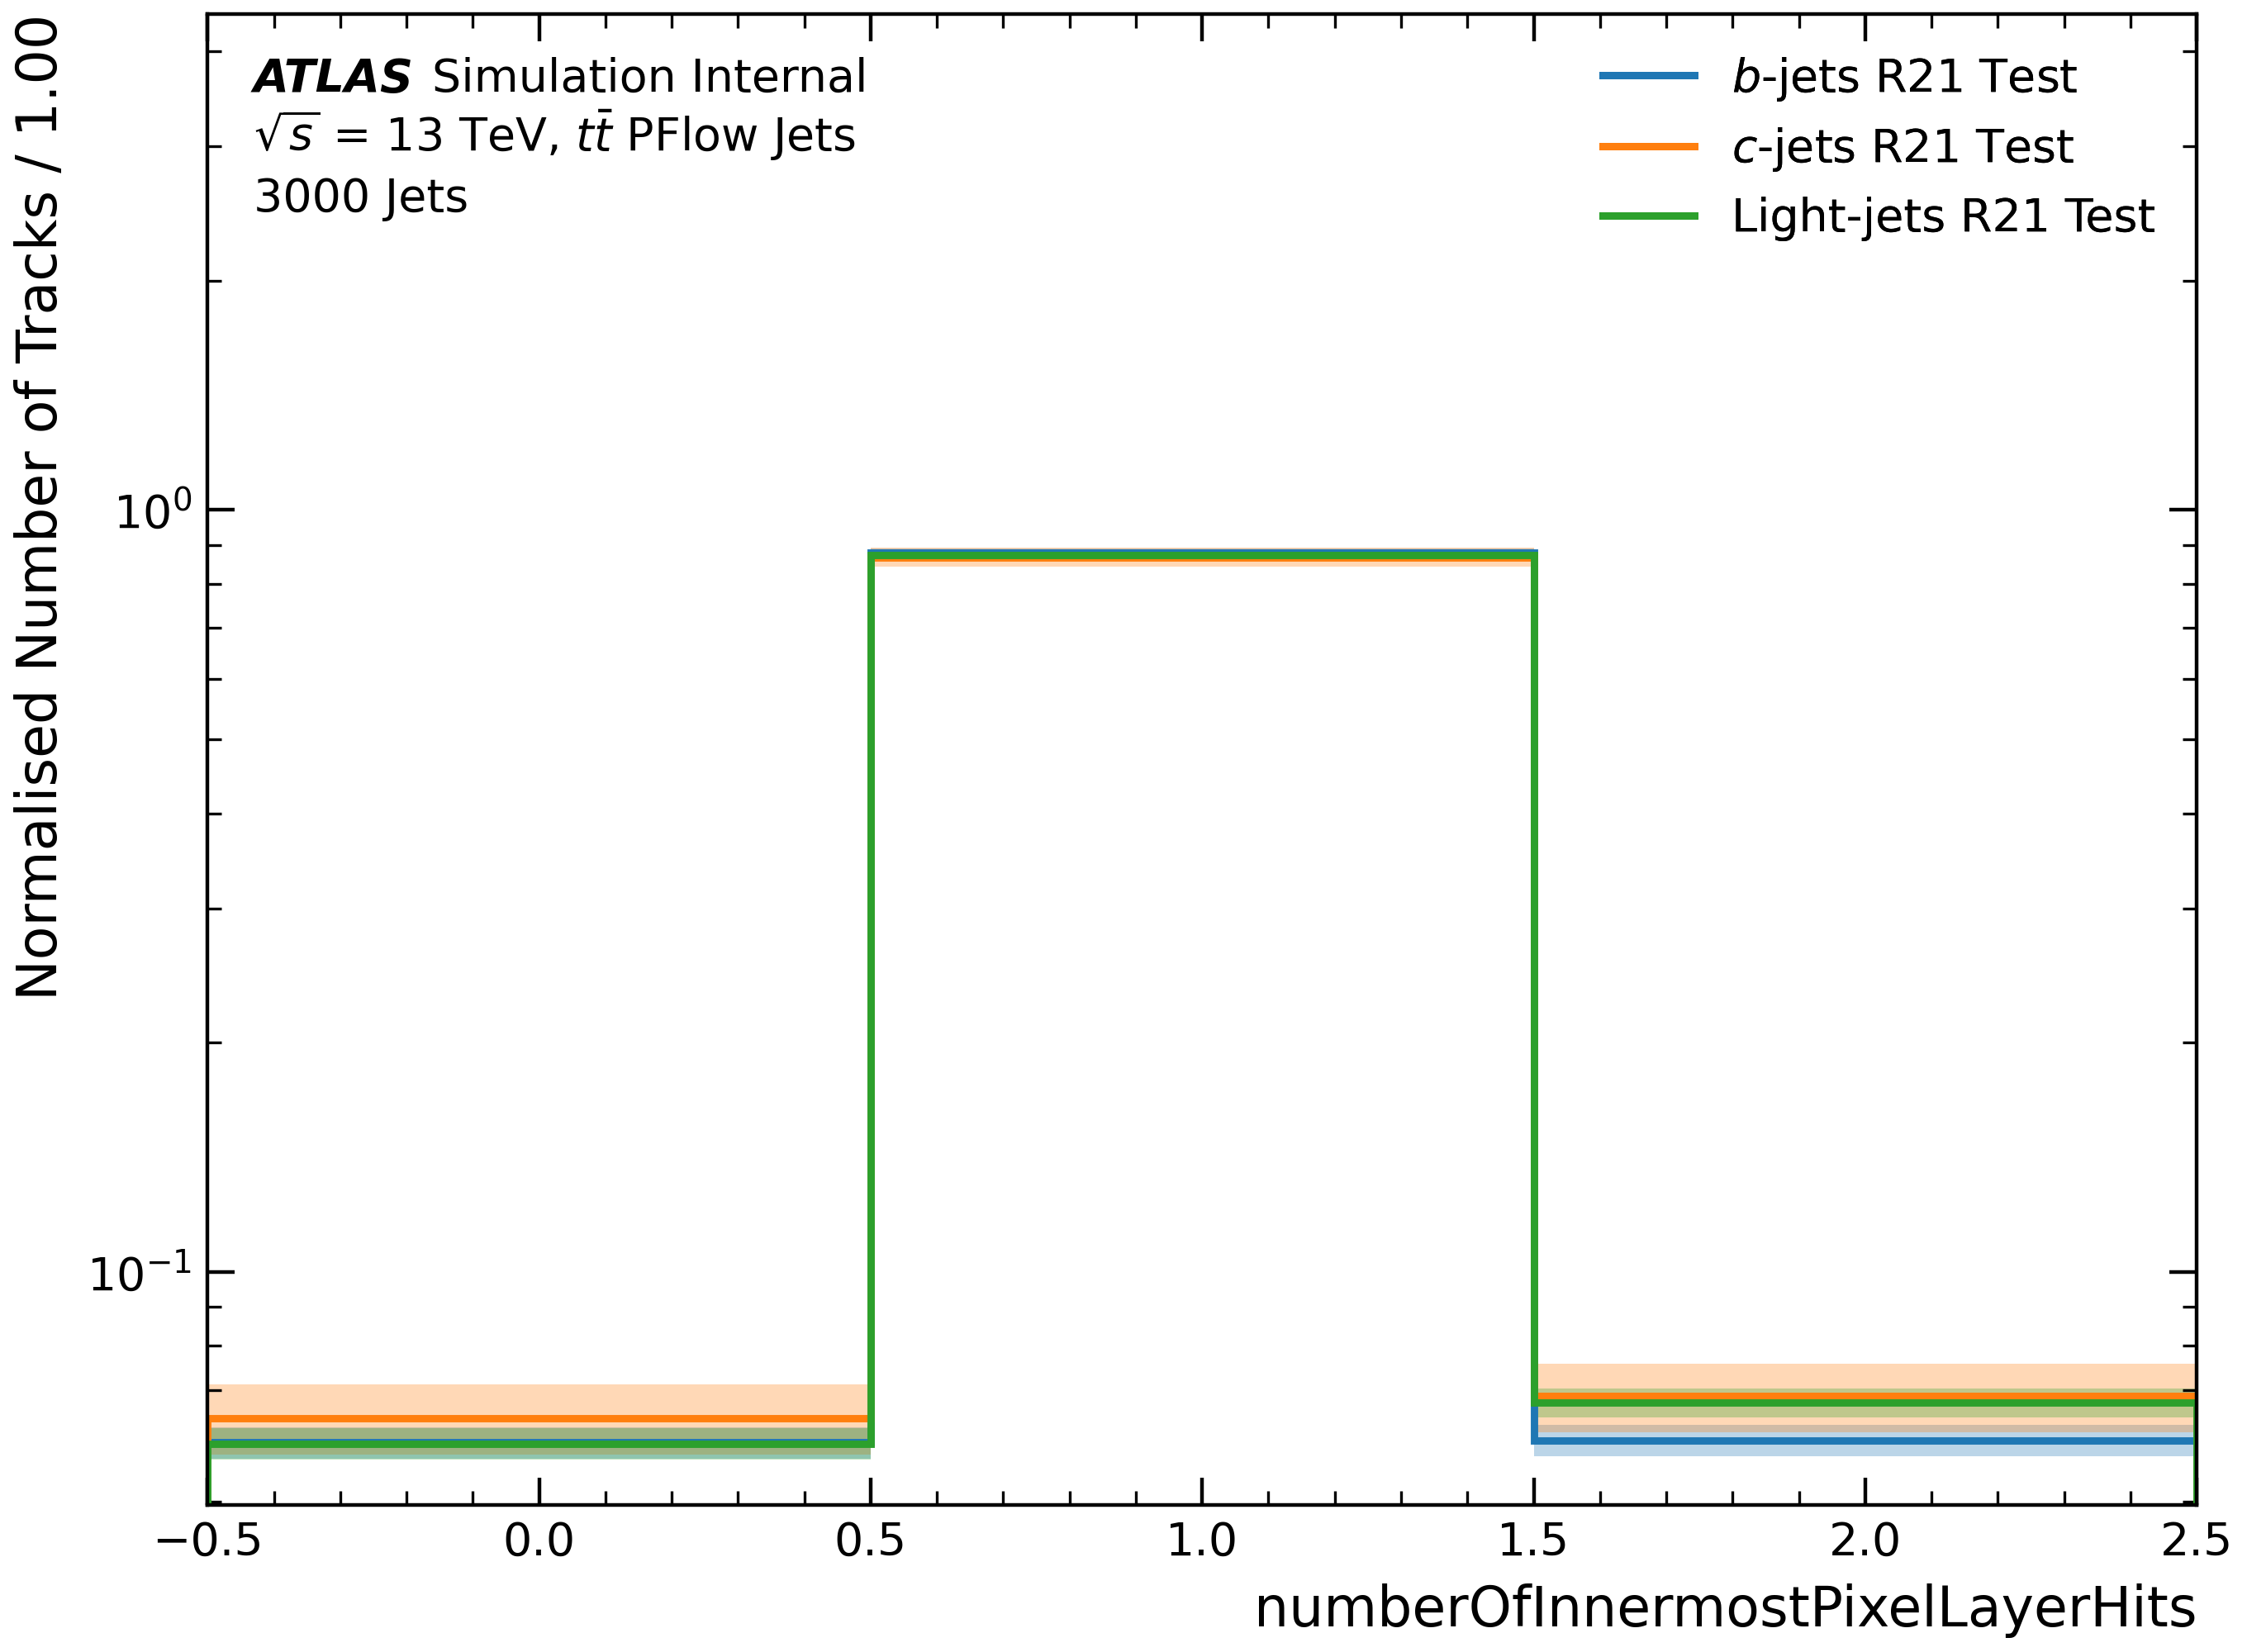 Normalised Number of Tracks / 1.00
ATLAS Simulation Internal
√s = 13 TeV, tt̄ PFlow Jets
3000 Jets
b-jets R21 Test
c-jets R21 Test
Light-jets R21 Test
10⁰
10⁻¹
−0.5 0.0 0.5 1.0 1.5 2.0 2.5
numberOfInnermostPixelLayerHits